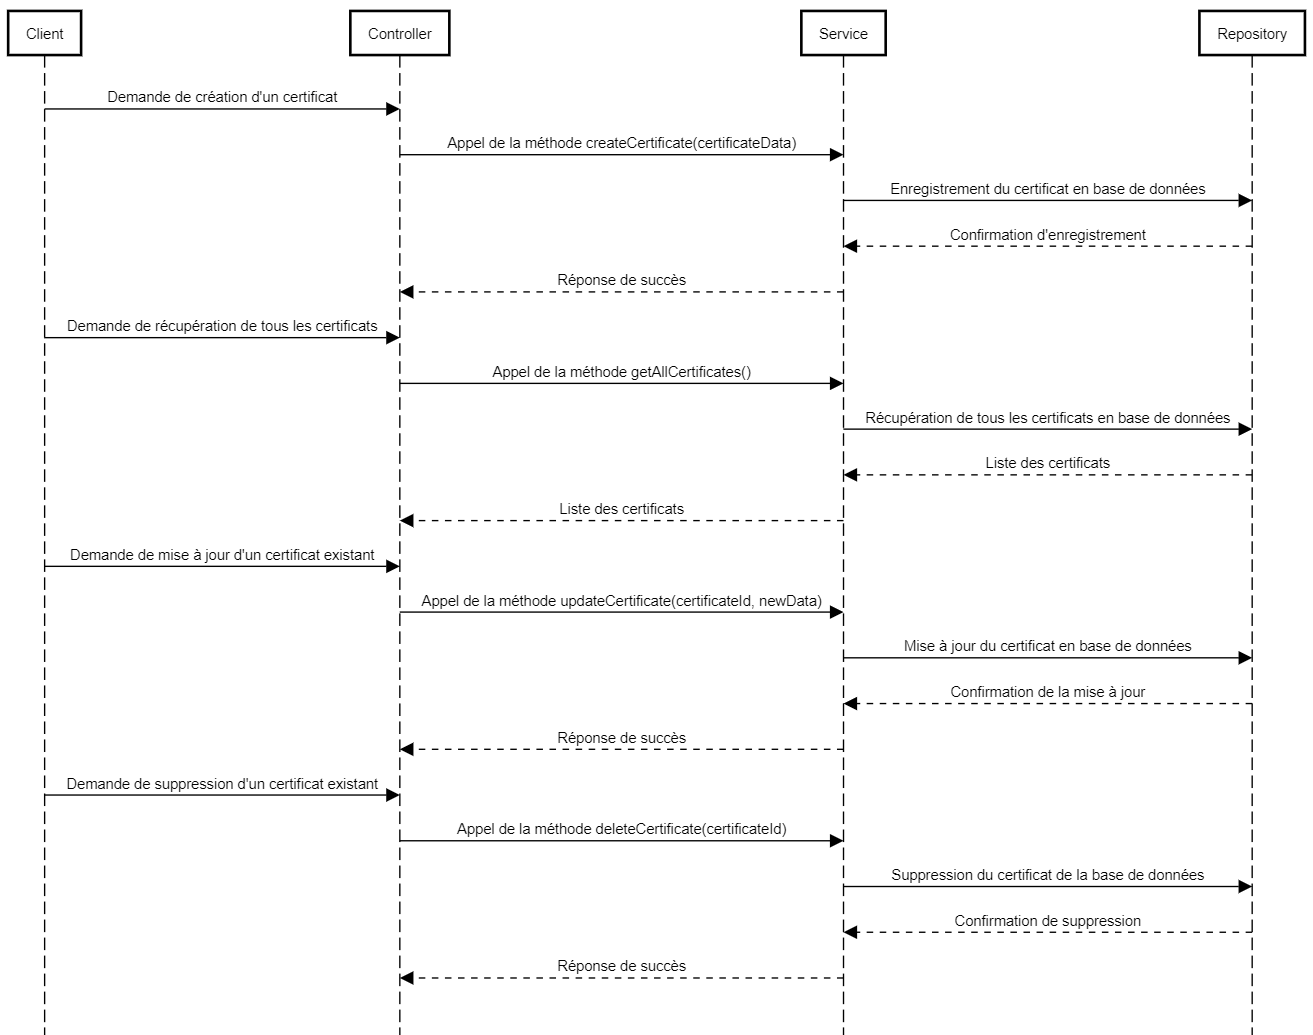 Client
Controller
Service
Repository
Demande de création d'un certificat
Appel de la méthode createCertificate(certificateData)
Enregistrement du certificat en base de données
Confirmation d'enregistrement
Réponse de succès
Demande de récupération de tous les certificats
Appel de la méthode getAllCertificates()
Récupération de tous les certificats en base de données
Liste des certificats
Liste des certificats
Demande de mise à jour d'un certificat existant
Appel de la méthode updateCertificate(certificateId, newData)
Mise à jour du certificat en base de données
Confirmation de la mise à jour
Réponse de succès
Demande de suppression d'un certificat existant
Appel de la méthode deleteCertificate(certificateId)
Suppression du certificat de la base de données
Confirmation de suppression
Réponse de succès